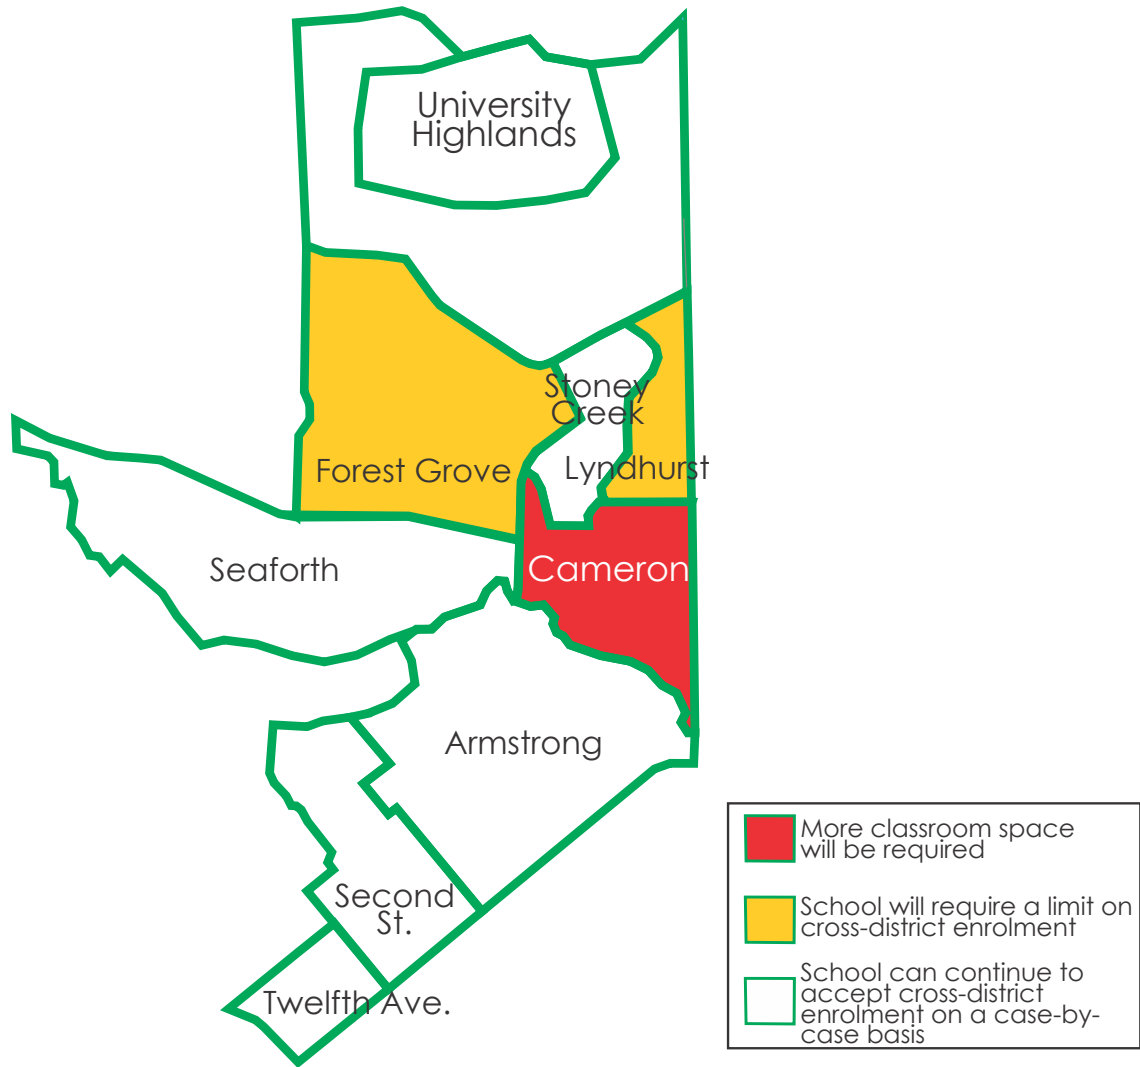 University
Highlands
Stoney
Creek
Forest Grove
Lyndhurst
Seaforth
Cameron
Armstrong
Second
St.
Twelfth Ave.
More classroom space
will be required
School will require a limit on
cross-district enrolment
School can continue to
accept cross-district
enrolment on a case-by-
case basis